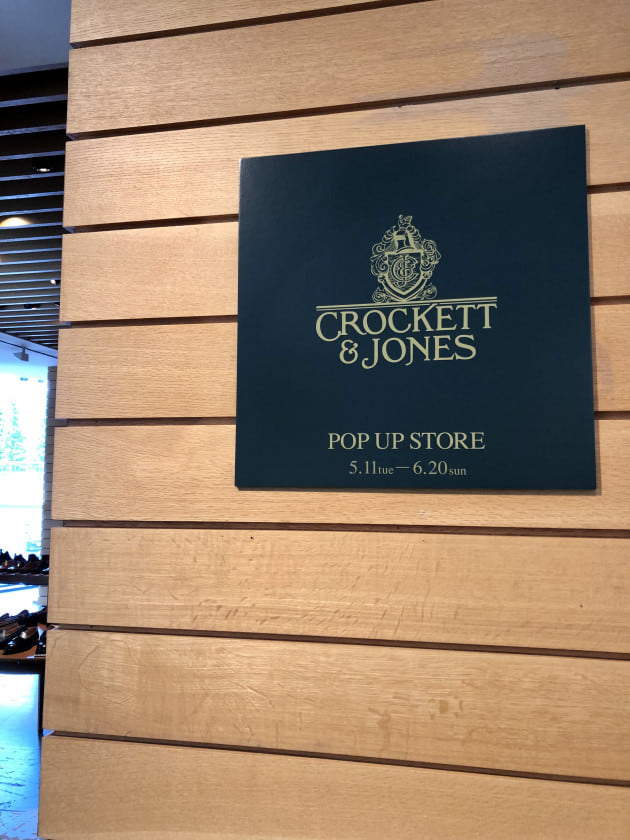 CROCKETT
& JONES
POP UP STORE
5.11tue—6.20sun